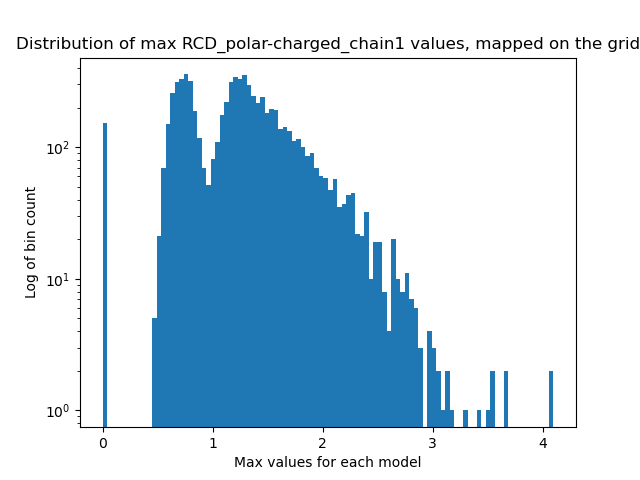 Distribution of max RCD_polar-charged_chain1 values, mapped on the grid
Log of bin count
10²
10¹
10⁰
0 1 2 3 4
Max values for each model